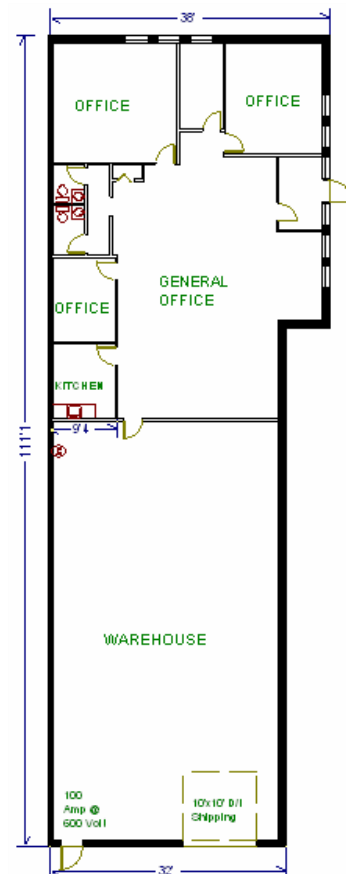 38'
OFFICE
OFFICE
GENERAL
OFFICE
OFFICE
KITCHEN
9'4
111'1
WAREHOUSE
100
Amp @
600 Volt
10'x10' D/I
Shipping
32'